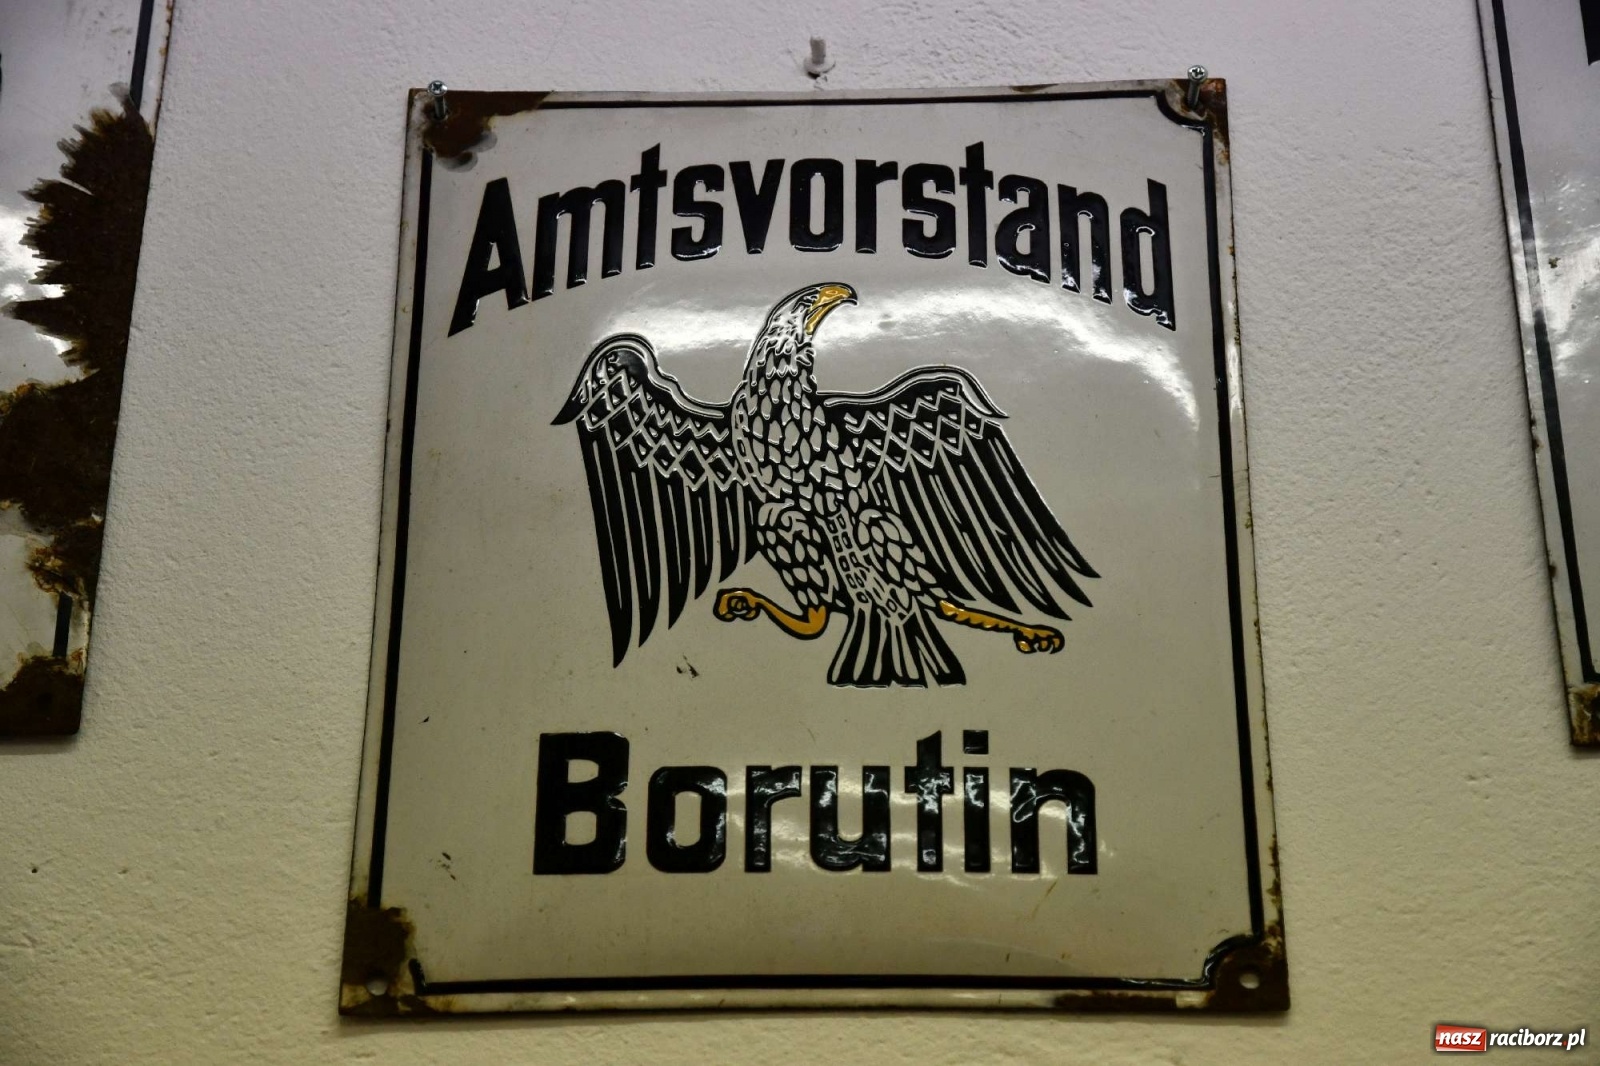 Amtsvorstand
Borutin
nasz raciborz.pl